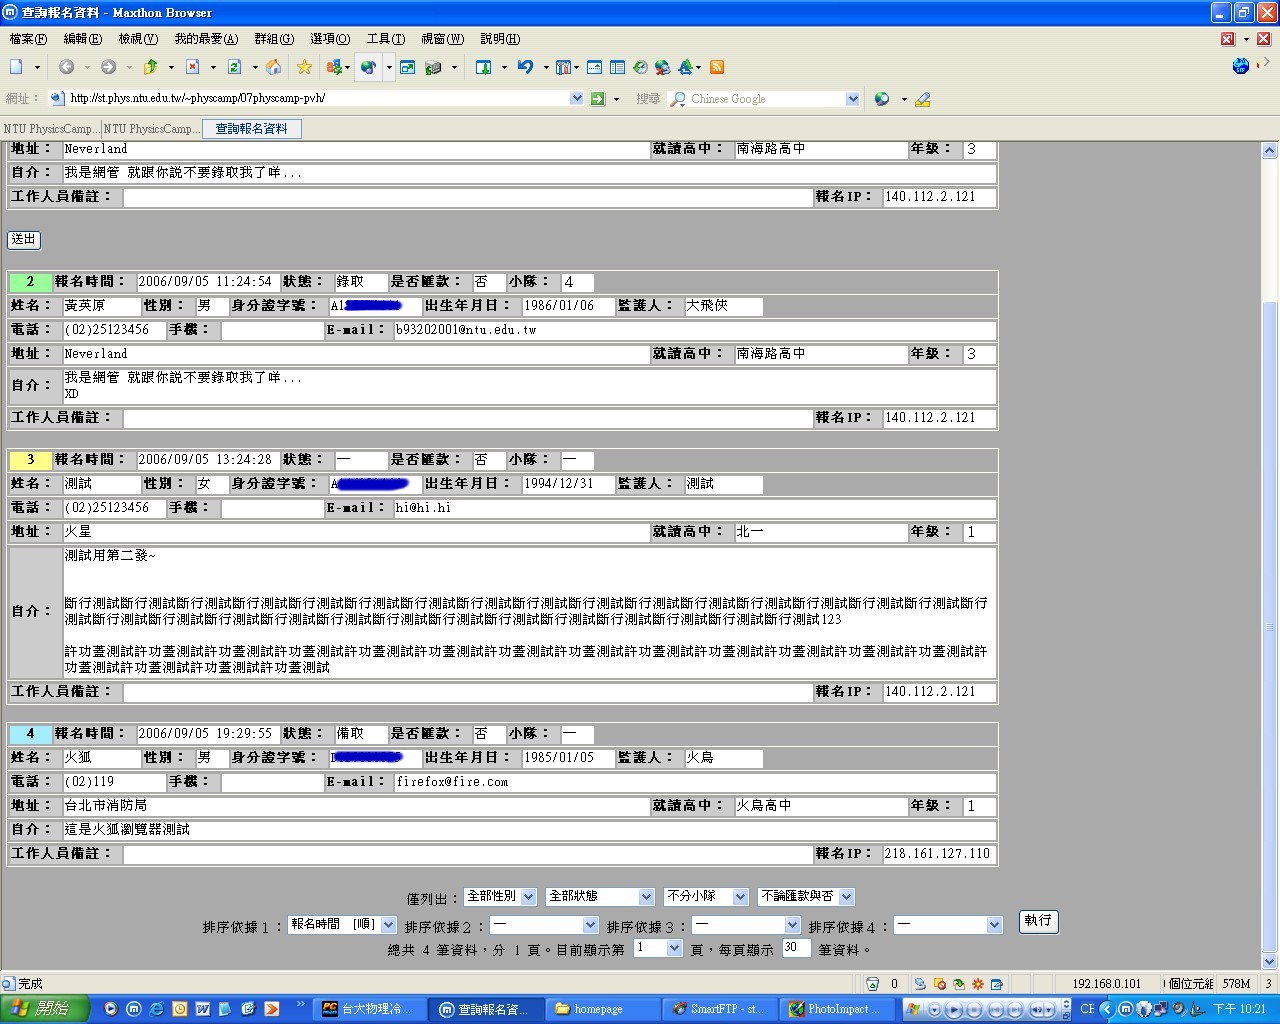 查詢報名資料 - Maxthon Browser
檔案(F) 編輯(E) 檢視(V) 我的最愛(A) 群組(G) 選項(O) 工具(T) 視窗(W) 說明(H)
網址： http://st.phys.ntu.edu.tw/~physcamp/07physcamp-pvh/ 搜尋 Chinese Google
NTU PhysicsCamp... NTU PhysicsCamp... 查詢報名資料
地址： Neverland 就讀高中： 南海路高中 年級： 3
自介： 我是網管 就跟你說不要錄取我了咩...
工作人員備註： 報名IP： 140.112.2.121
送出
2 報名時間： 2006/09/05 11:24:54 狀態： 錄取 是否匯款： 否 小隊： 4
姓名： 黃英原 性別： 男 身分證字號： 出生年月日： 1986/01/06 監護人： 大飛俠
電話： (02)25123456 手機： E-mail： b93202001@ntu.edu.tw
地址： Neverland 就讀高中： 南海路高中 年級： 3
自介： 我是網管 就跟你說不要錄取我了咩...
XD
工作人員備註： 報名IP： 140.112.2.121
3 報名時間： 2006/09/05 13:24:28 狀態： — 是否匯款： 否 小隊： —
姓名： 測試 性別： 女 身分證字號： 出生年月日： 1994/12/31 監護人： 測試
電話： (02)25123456 手機： E-mail： hi@hi.hi
地址： 火星 就讀高中： 北一 年級： 1
自介： 測試用第二發~
斷行測試斷行測試斷行測試斷行測試斷行測試斷行測試斷行測試斷行測試斷行測試斷行測試斷行測試斷行測試斷行測試斷行測試斷行測試斷行測試斷行
測試斷行測試斷行測試斷行測試斷行測試斷行測試斷行測試斷行測試斷行測試斷行測試斷行測試斷行測試斷行測試斷行測試123
許功蓋測試許功蓋測試許功蓋測試許功蓋測試許功蓋測試許功蓋測試許功蓋測試許功蓋測試許功蓋測試許功蓋測試許功蓋測試許功蓋測試許功蓋測試許
功蓋測試許功蓋測試許功蓋測試許功蓋測試
工作人員備註： 報名IP： 140.112.2.121
4 報名時間： 2006/09/05 19:29:55 狀態： 備取 是否匯款： 否 小隊： —
姓名： 火狐 性別： 男 身分證字號： 出生年月日： 1985/01/05 監護人： 火鳥
電話： (02)119 手機： E-mail： firefox@fire.com
地址： 台北市消防局 就讀高中： 火鳥高中 年級： 1
自介： 這是火狐瀏覽器測試
工作人員備註： 報名IP： 218.161.127.110
僅列出： 全部性別 全部狀態 不分小隊 不論匯款與否
排序依據1： 報名時間 [順] 排序依據2： — 排序依據3： — 排序依據4： — 執行
總共 4 筆資料，分 1 頁。目前顯示第 1 頁，每頁顯示 30 筆資料。
完成 0 192.168.0.101 個位元組 578M 3
開始 台大物理冷... 查詢報名資... homepage SmartFTP - st... PhotoImpact ... CH 下午 10:21